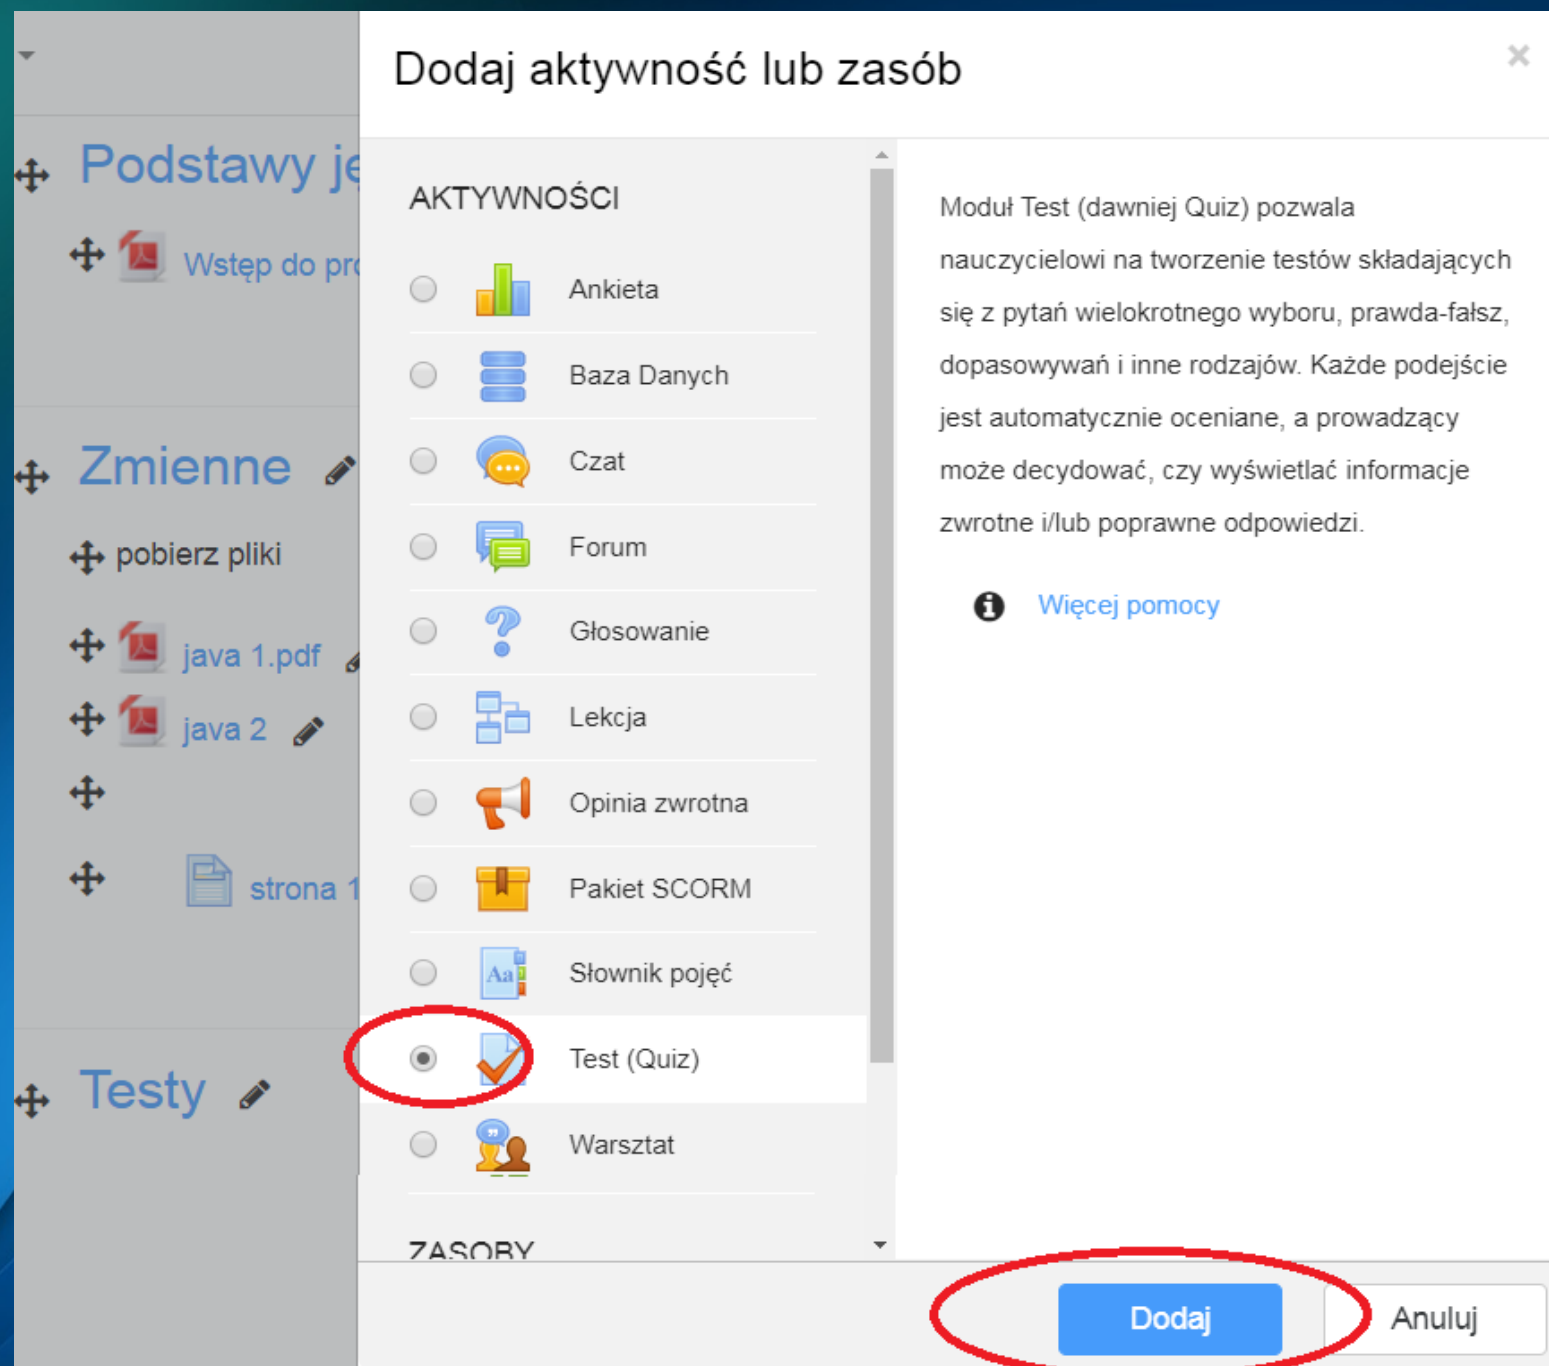 Dodaj aktywność lub zasób
×
Podstawy ję
Wstęp do pro
Zmienne
pobierz pliki
java 1.pdf
java 2
strona 1
Testy
AKTYWNOŚCI
Ankieta
Baza Danych
Czat
Forum
Głosowanie
Lekcja
Opinia zwrotna
Pakiet SCORM
Aa
Słownik pojęć
Test (Quiz)
Warsztat
ZASOBY
Moduł Test (dawniej Quiz) pozwala
nauczycielowi na tworzenie testów składających
się z pytań wielokrotnego wyboru, prawda-fałsz,
dopasowywań i inne rodzajów. Każde podejście
jest automatycznie oceniane, a prowadzący
może decydować, czy wyświetlać informacje
zwrotne i/lub poprawne odpowiedzi.
Więcej pomocy
Dodaj
Anuluj